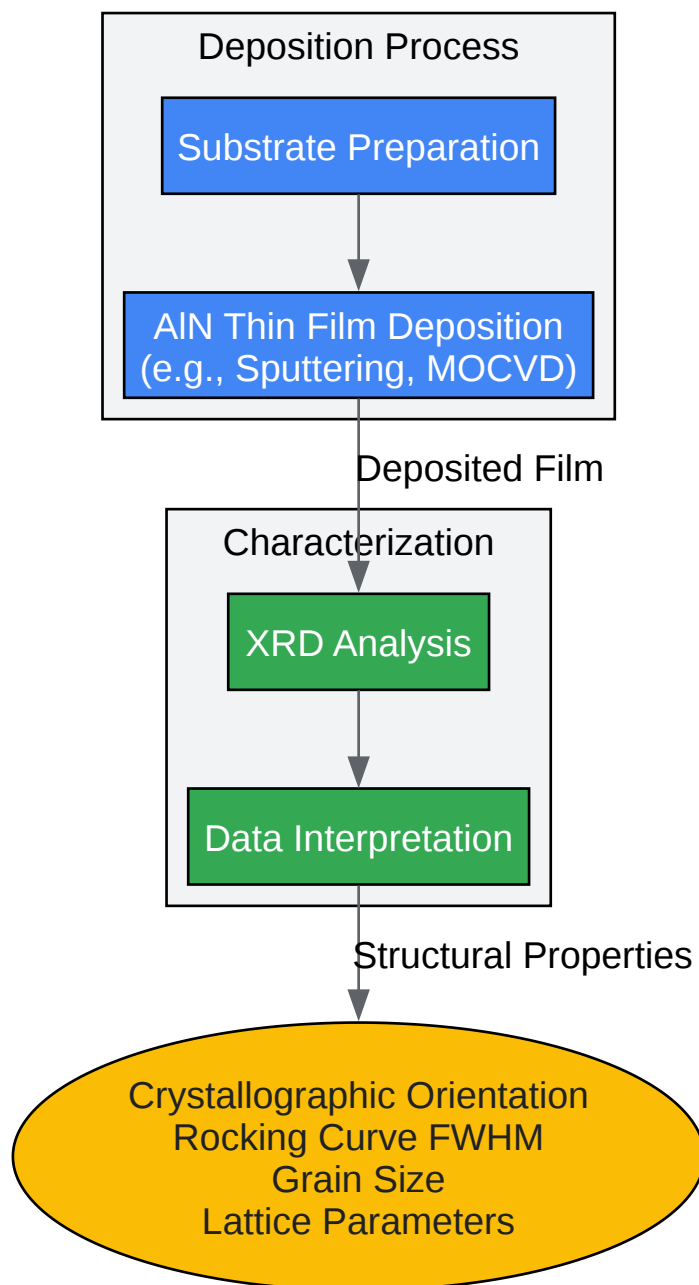 Deposition Process
Substrate Preparation
AlN Thin Film Deposition
(e.g., Sputtering, MOCVD)
Deposited Film
Characterization
XRD Analysis
Data Interpretation
Structural Properties
Crystallographic Orientation
Rocking Curve FWHM
Grain Size
Lattice Parameters